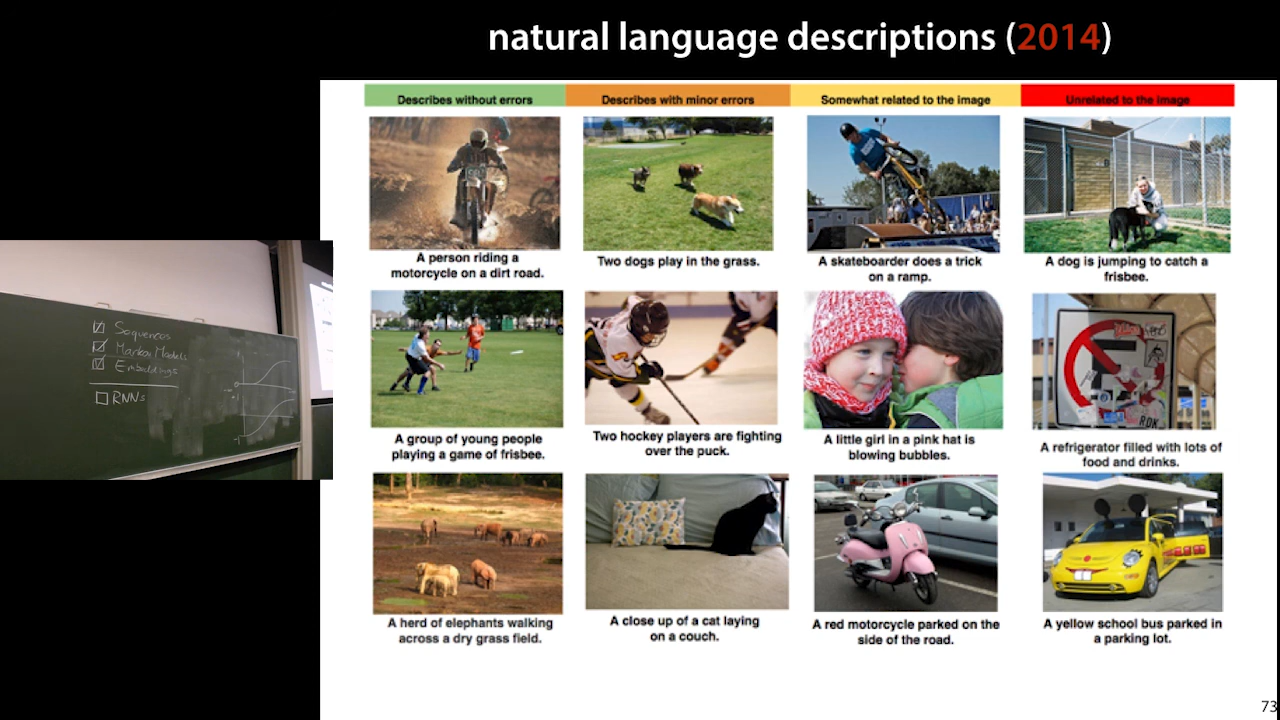 natural language descriptions (2014)
Describes without errors
Describes with minor errors
Somewhat related to the image
Unrelated to the image
A person riding a
motorcycle on a dirt road.
Two dogs play in the grass.
A skateboarder does a trick
on a ramp.
A dog is jumping to catch a
frisbee.
A group of young people
playing a game of frisbee.
Two hockey players are fighting
over the puck.
A little girl in a pink hat is
blowing bubbles.
A refrigerator filled with lots of
food and drinks.
A herd of elephants walking
across a dry grass field.
A close up of a cat laying
on a couch.
A red motorcycle parked on the
side of the road.
A yellow school bus parked in
a parking lot.
Sequences
Markov Models
Embeddings
RNNs
73